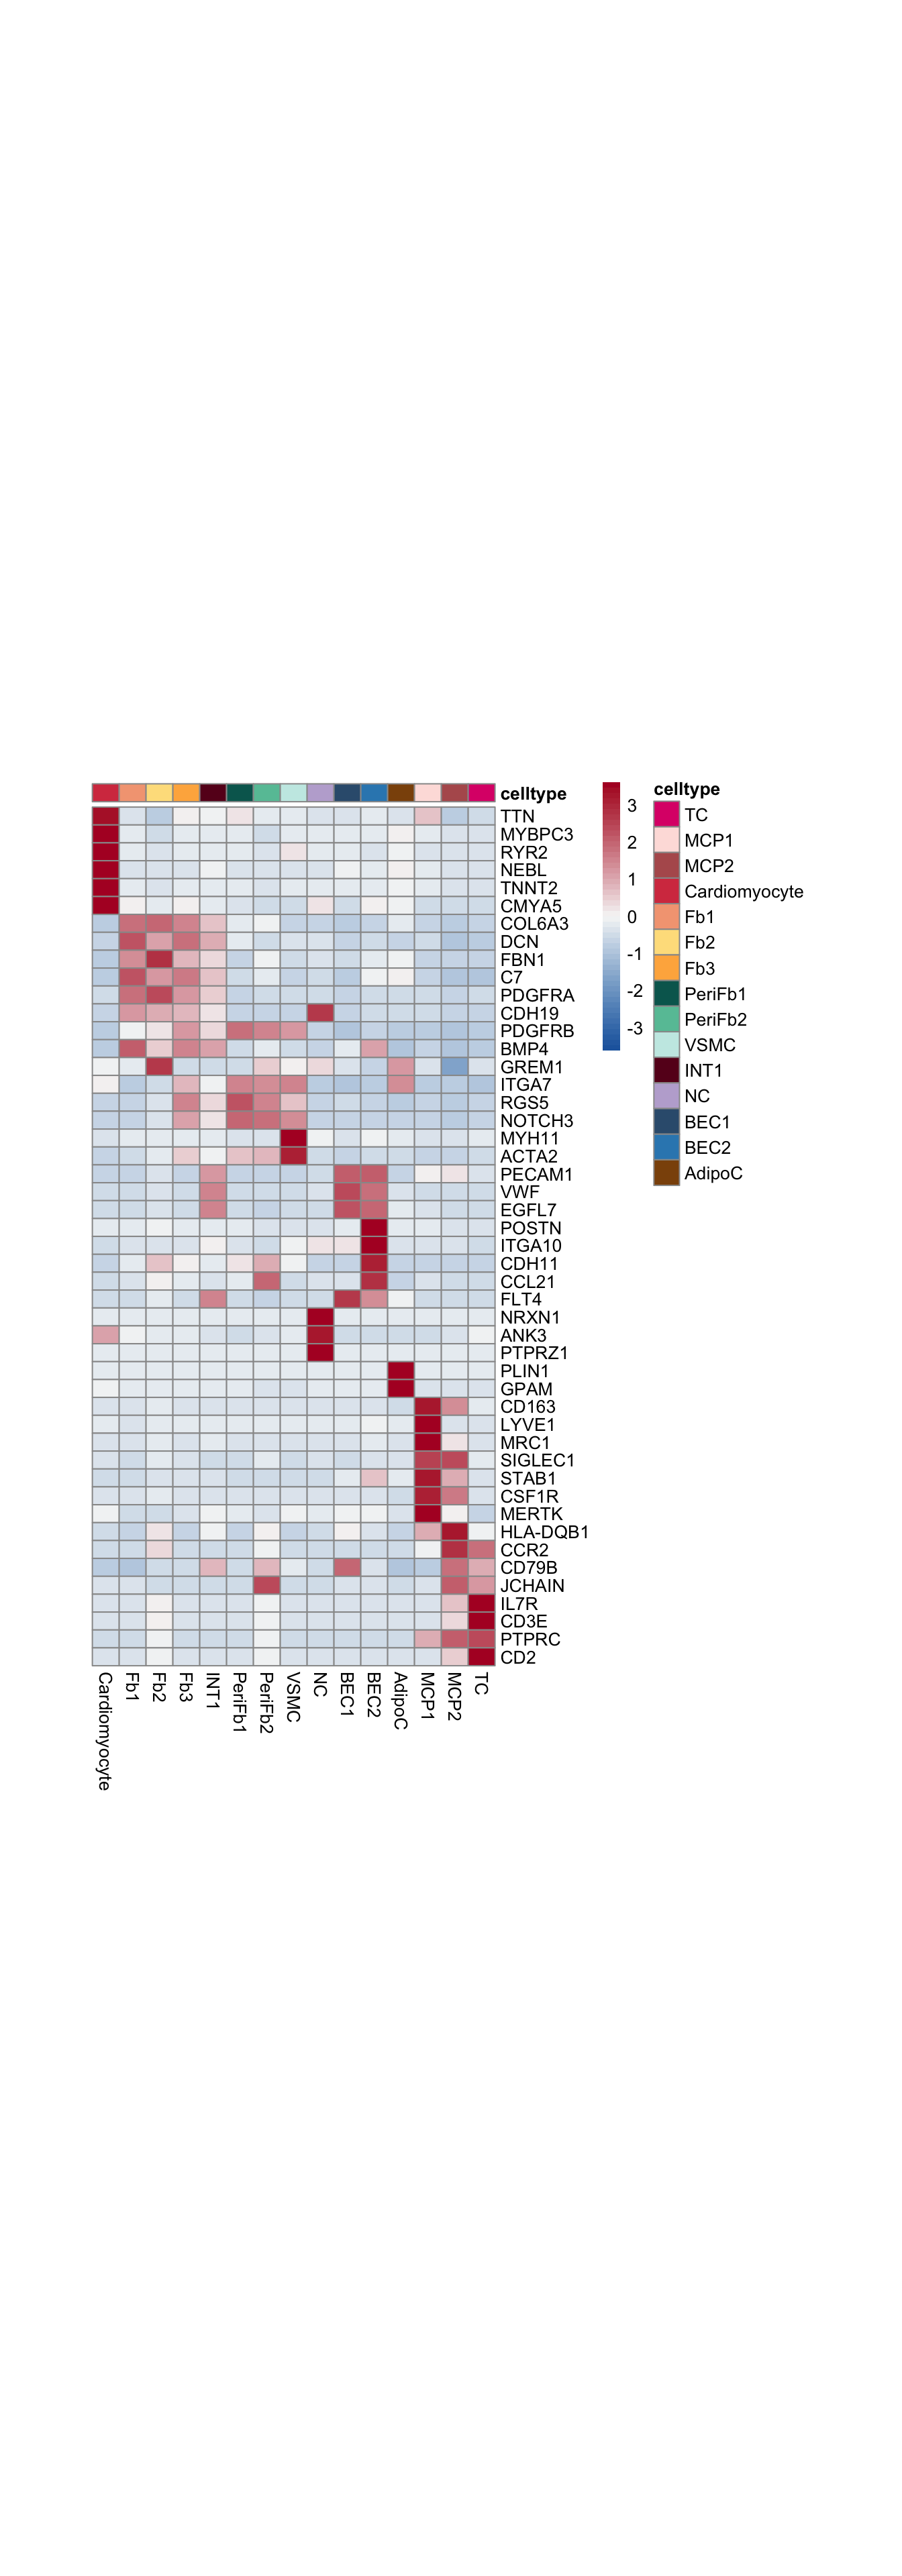 celltype
TTN
MYBPC3
RYR2
NEBL
TNNT2
CMYA5
COL6A3
DCN
FBN1
C7
PDGFRA
CDH19
PDGFRB
BMP4
GREM1
ITGA7
RGS5
NOTCH3
MYH11
ACTA2
PECAM1
VWF
EGFL7
POSTN
ITGA10
CDH11
CCL21
FLT4
NRXN1
ANK3
PTPRZ1
PLIN1
GPAM
CD163
LYVE1
MRC1
SIGLEC1
STAB1
CSF1R
MERTK
HLA-DQB1
CCR2
CD79B
JCHAIN
IL7R
CD3E
PTPRC
CD2
Cardiomyocyte
Fb1
Fb2
Fb3
INT1
PeriFb1
PeriFb2
VSMC
NC
BEC1
BEC2
AdipoC
MCP1
MCP2
TC
3
2
1
0
-1
-2
-3
celltype
TC
MCP1
MCP2
Cardiomyocyte
Fb1
Fb2
Fb3
PeriFb1
PeriFb2
VSMC
INT1
NC
BEC1
BEC2
AdipoC